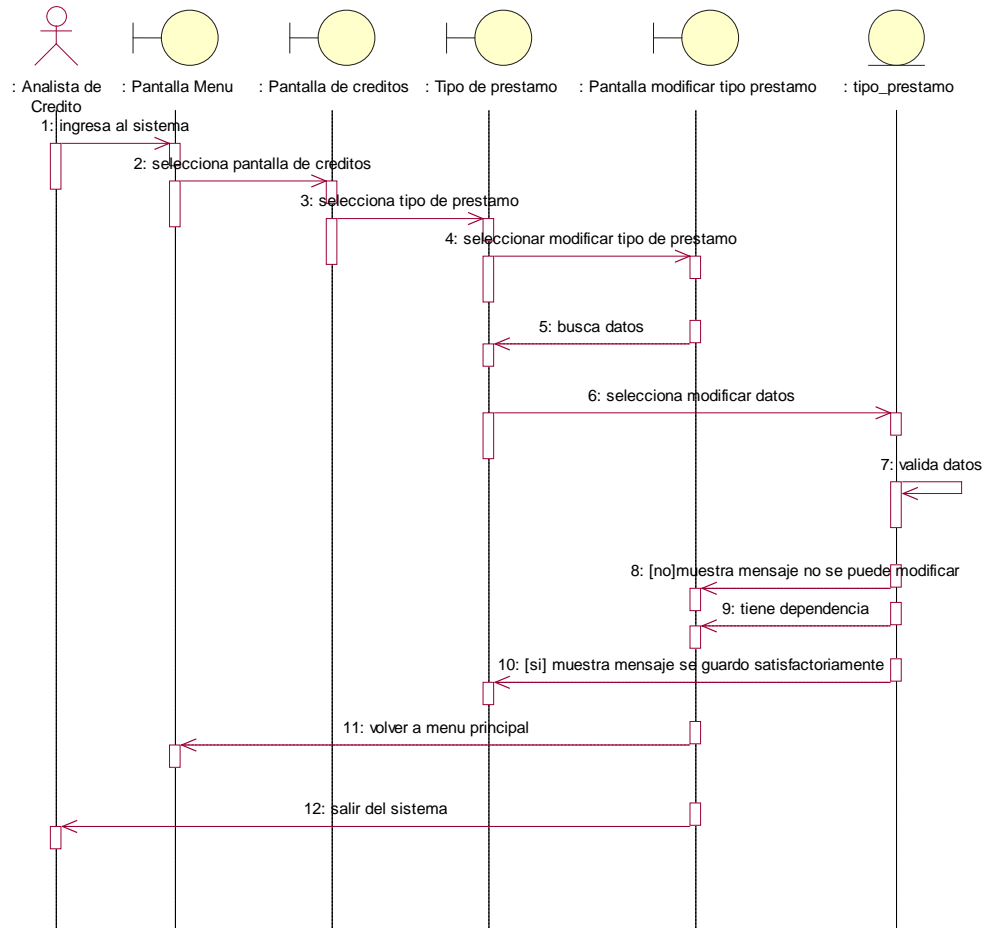 : Analista de
Credito
: Pantalla Menu
: Pantalla de creditos
: Tipo de prestamo
: Pantalla modificar tipo prestamo
: tipo_prestamo
1: ingresa al sistema
2: selecciona pantalla de creditos
3: selecciona tipo de prestamo
4: seleccionar modificar tipo de prestamo
5: busca datos
6: selecciona modificar datos
7: valida datos
8: [no]muestra mensaje no se puede modificar
9: tiene dependencia
10: [si] muestra mensaje se guardo satisfactoriamente
11: volver a menu principal
12: salir del sistema